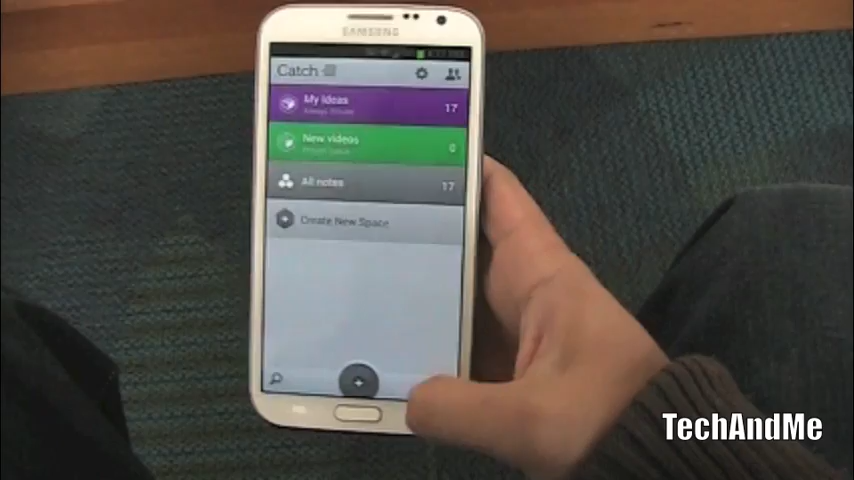 SAMSUNG
Catch
My Ideas
17
New videos
0
All notes
17
Create New Space
TechAndMe